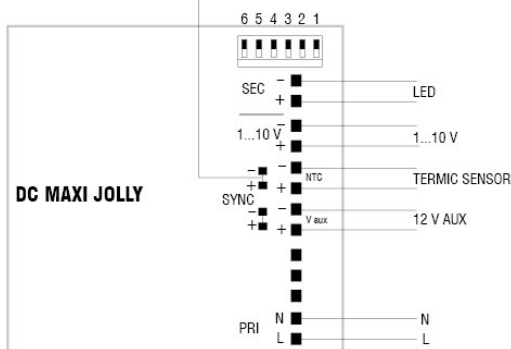 6 5 4 3 2 1
SEC - LED
+
1...10 V - 1...10 V
+
- - NTC TERMIC SENSOR
+ +
DC MAXI JOLLY
SYNC
- - V aux 12 V AUX
+ +
PRI N N
L L